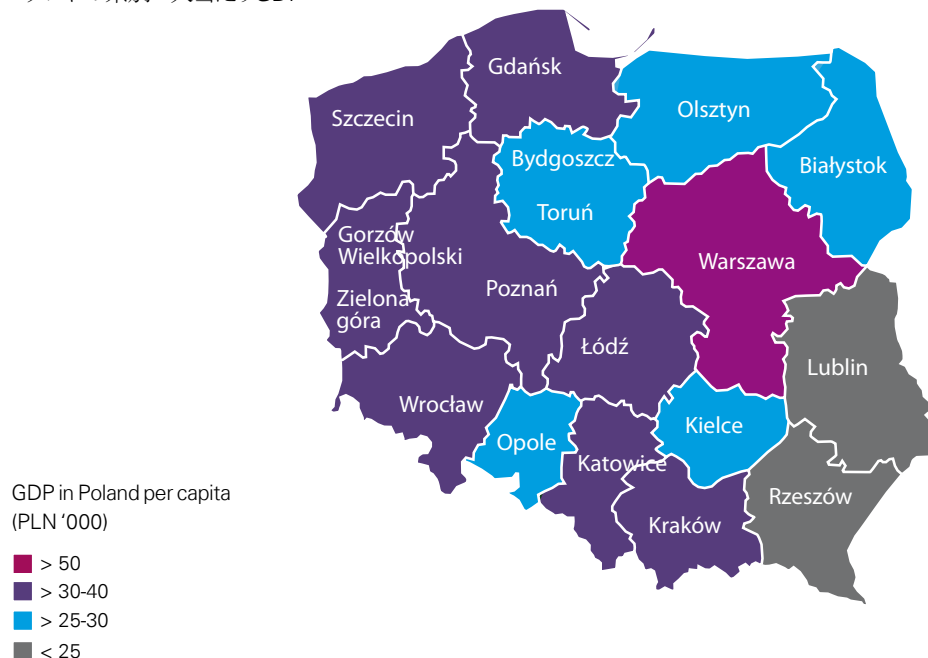 Gdańsk
Szczecin
Olsztyn
Bydgoszcz
Białystok
Toruń
Gorzów
Wielkopolski
Warszawa
Zielona
góra
Poznań
Łódź
Lublin
Wrocław
Kielce
Opole
Katowice
Rzeszów
Kraków
GDP in Poland per capita
(PLN ‘000)
> 50
> 30-40
> 25-30
< 25